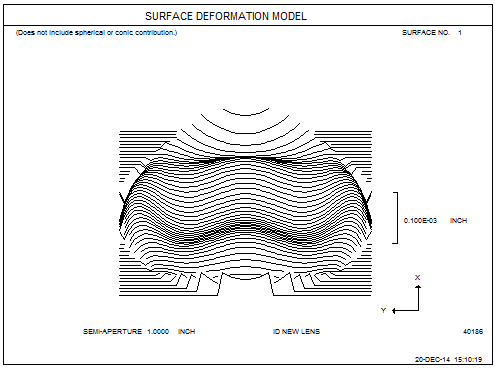 SURFACE DEFORMATION MODEL
(Does not include spherical or conic contribution.) SURFACE NO. 1
0.100E-03 INCH
X
Y
SEMI-APERTURE 1.0000 INCH ID NEW LENS 40186
20-DEC-14 15:10:19